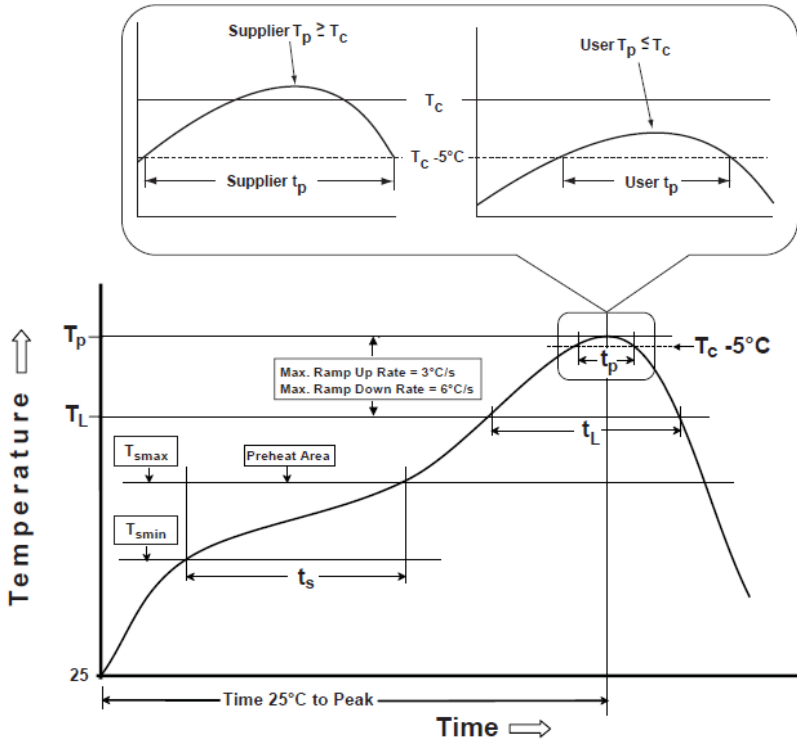 Supplier Tp ≥ Tc
User Tp ≤ Tc
Tc
Tc -5°C
Supplier tp
User tp
Tp
Tc -5°C
tp
Max. Ramp Up Rate = 3°C/s
Max. Ramp Down Rate = 6°C/s
TL
tL
Tsmax
Preheat Area
Tsmin
ts
Temperature
25
Time 25°C to Peak
Time